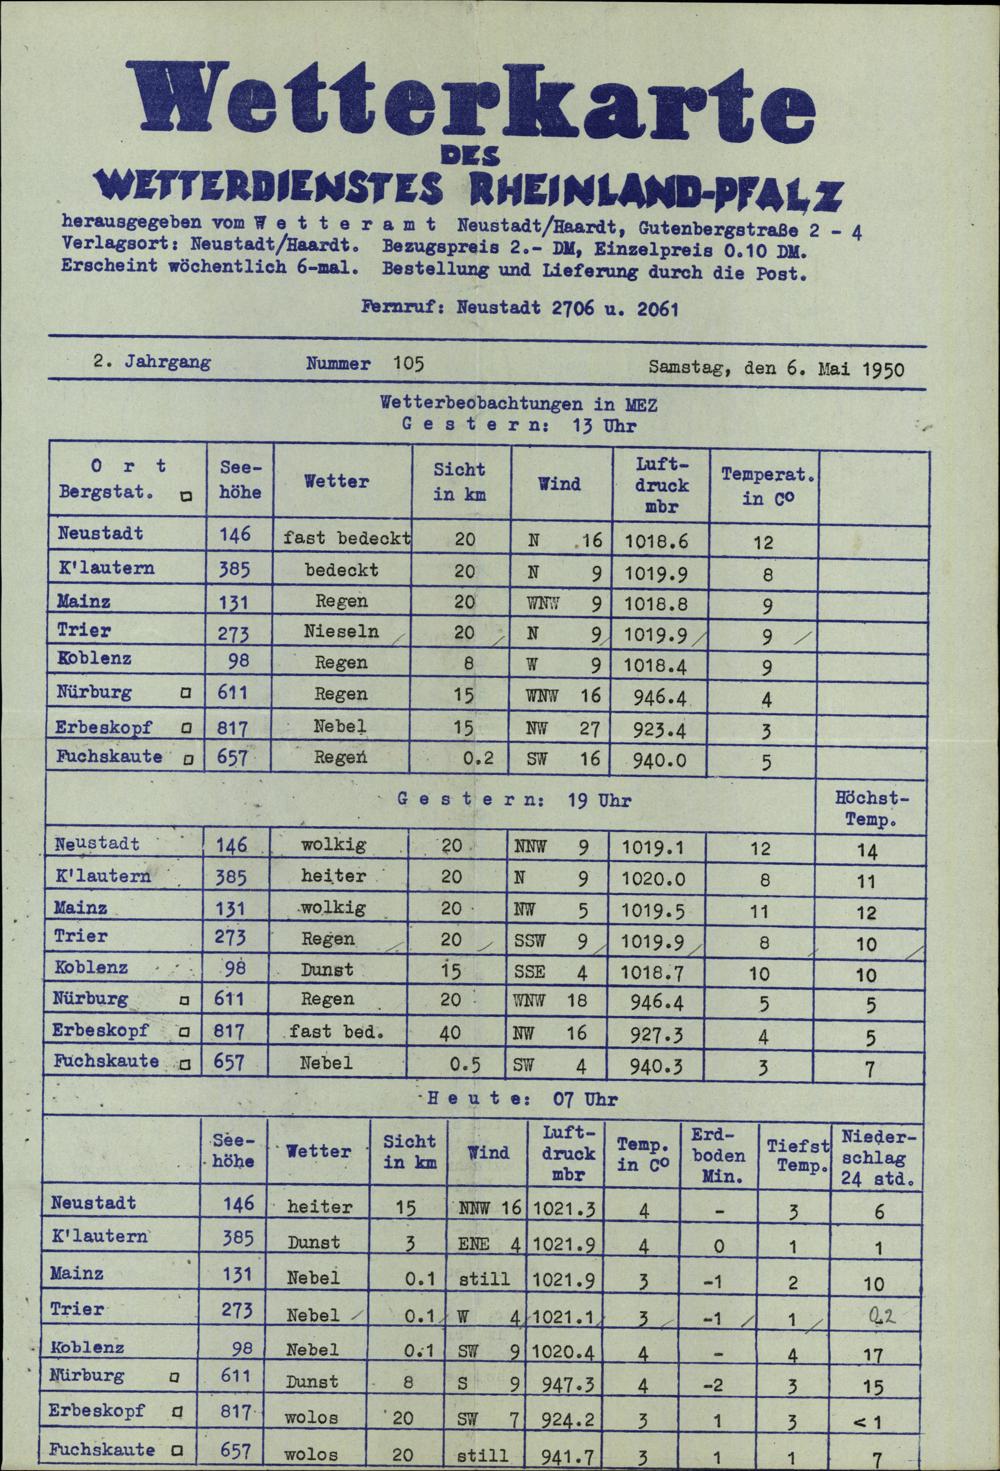 Wetterkarte
DES
WETTERDIENSTES RHEINLAND-PFALZ
herausgegeben vom W e t t e r a m t Neustadt/Haardt, Gutenbergstraße 2 - 4
Verlagsort: Neustadt/Haardt. Bezugspreis 2.- DM, Einzelpreis 0.10 DM.
Erscheint wöchentlich 6-mal. Bestellung und Lieferung durch die Post.
Fernruf: Neustadt 2706 u. 2061
2. Jahrgang Nummer 105 Samstag, den 6. Mai 1950
Wetterbeobachtungen in MEZ
G e s t e r n: 13 Uhr
O r t See- Wetter Sicht Wind Luft- Temperat.
Bergstat. □ höhe in km druck in C°
mbr
Neustadt 146 fast bedeckt 20 N 16 1018.6 12
K'lautern 385 bedeckt 20 N 9 1019.9 8
Mainz 131 Regen 20 WNW 9 1018.8 9
Trier 273 Nieseln 20 N 9 1019.9 9
Koblenz 98 Regen 8 W 9 1018.4 9
Nürburg □ 611 Regen 15 WNW 16 946.4 4
Erbeskopf □ 817 Nebel 15 NW 27 923.4 3
Fuchskaute □ 657 Regen 0.2 SW 16 940.0 5
G e s t e r n: 19 Uhr Höchst-
Temp.
Neustadt 146 wolkig 20 NNW 9 1019.1 12 14
K'lautern 385 heiter 20 N 9 1020.0 8 11
Mainz 131 wolkig 20 NW 5 1019.5 11 12
Trier 273 Regen 20 SSW 9 1019.9 8 10
Koblenz 98 Dunst 15 SSE 4 1018.7 10 10
Nürburg □ 611 Regen 20 WNW 18 946.4 5 5
Erbeskopf □ 817 fast bed. 40 NW 16 927.3 4 5
Fuchskaute □ 657 Nebel 0.5 SW 4 940.3 3 7
H e u t e: 07 Uhr
See- Wetter Sicht Wind Luft- Temp. Erd- Tiefst Nieder-
höhe in km druck in C° boden Temp. schlag
mbr Min. 24 std.
Neustadt 146 heiter 15 NNW 16 1021.3 4 - 3 6
K'lautern 385 Dunst 3 ENE 4 1021.9 4 0 1 1
Mainz 131 Nebel 0.1 still 1021.9 3 -1 2 10
Trier 273 Nebel 0.1 W 4 1021.1 3 -1 1 0.2
Koblenz 98 Nebel 0.1 SW 9 1020.4 4 - 4 17
Nürburg □ 611 Dunst 8 S 9 947.3 4 -2 3 15
Erbeskopf □ 817 wolos 20 SW 7 924.2 3 1 3 < 1
Fuchskaute □ 657 wolos 20 still 941.7 3 1 1 7